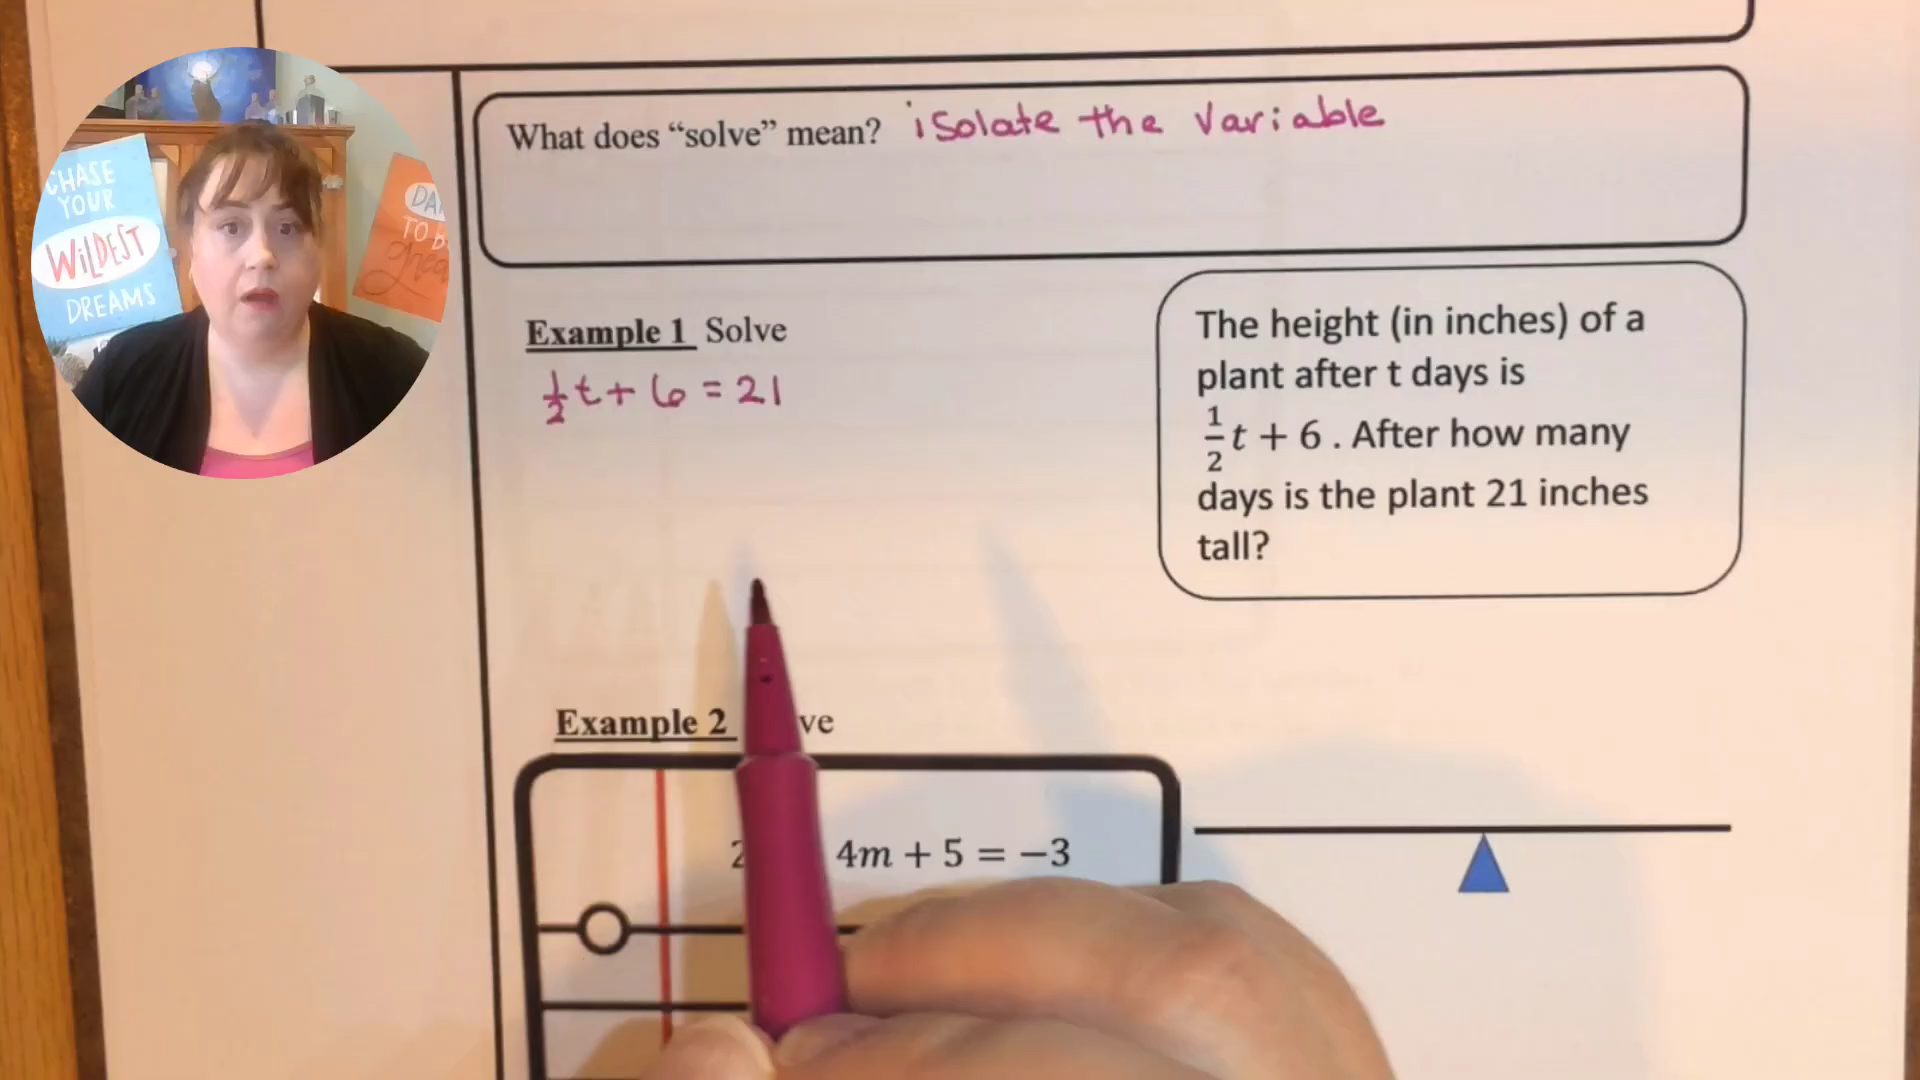 CHASE
YOUR
WiLDEST
DREAMS
TO B
What does “solve” mean? isolate the variable
Example 1 Solve
½t + 6 = 21
The height (in inches) of a
plant after t days is
½t + 6 . After how many
days is the plant 21 inches
tall?
Example 2 ve
4m + 5 = −3